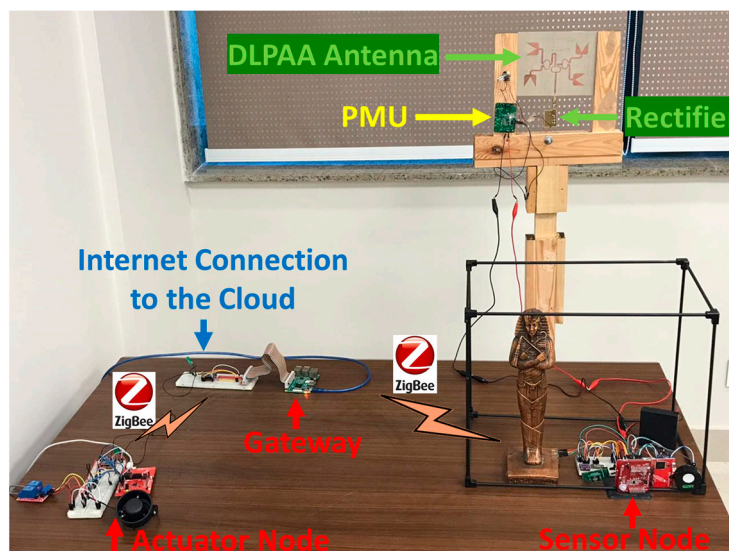 DLPAA Antenna
PMU
Rectifie
Internet Connection
to the Cloud
ZigBee
ZigBee
Gateway
Actuator Node
Sensor Node